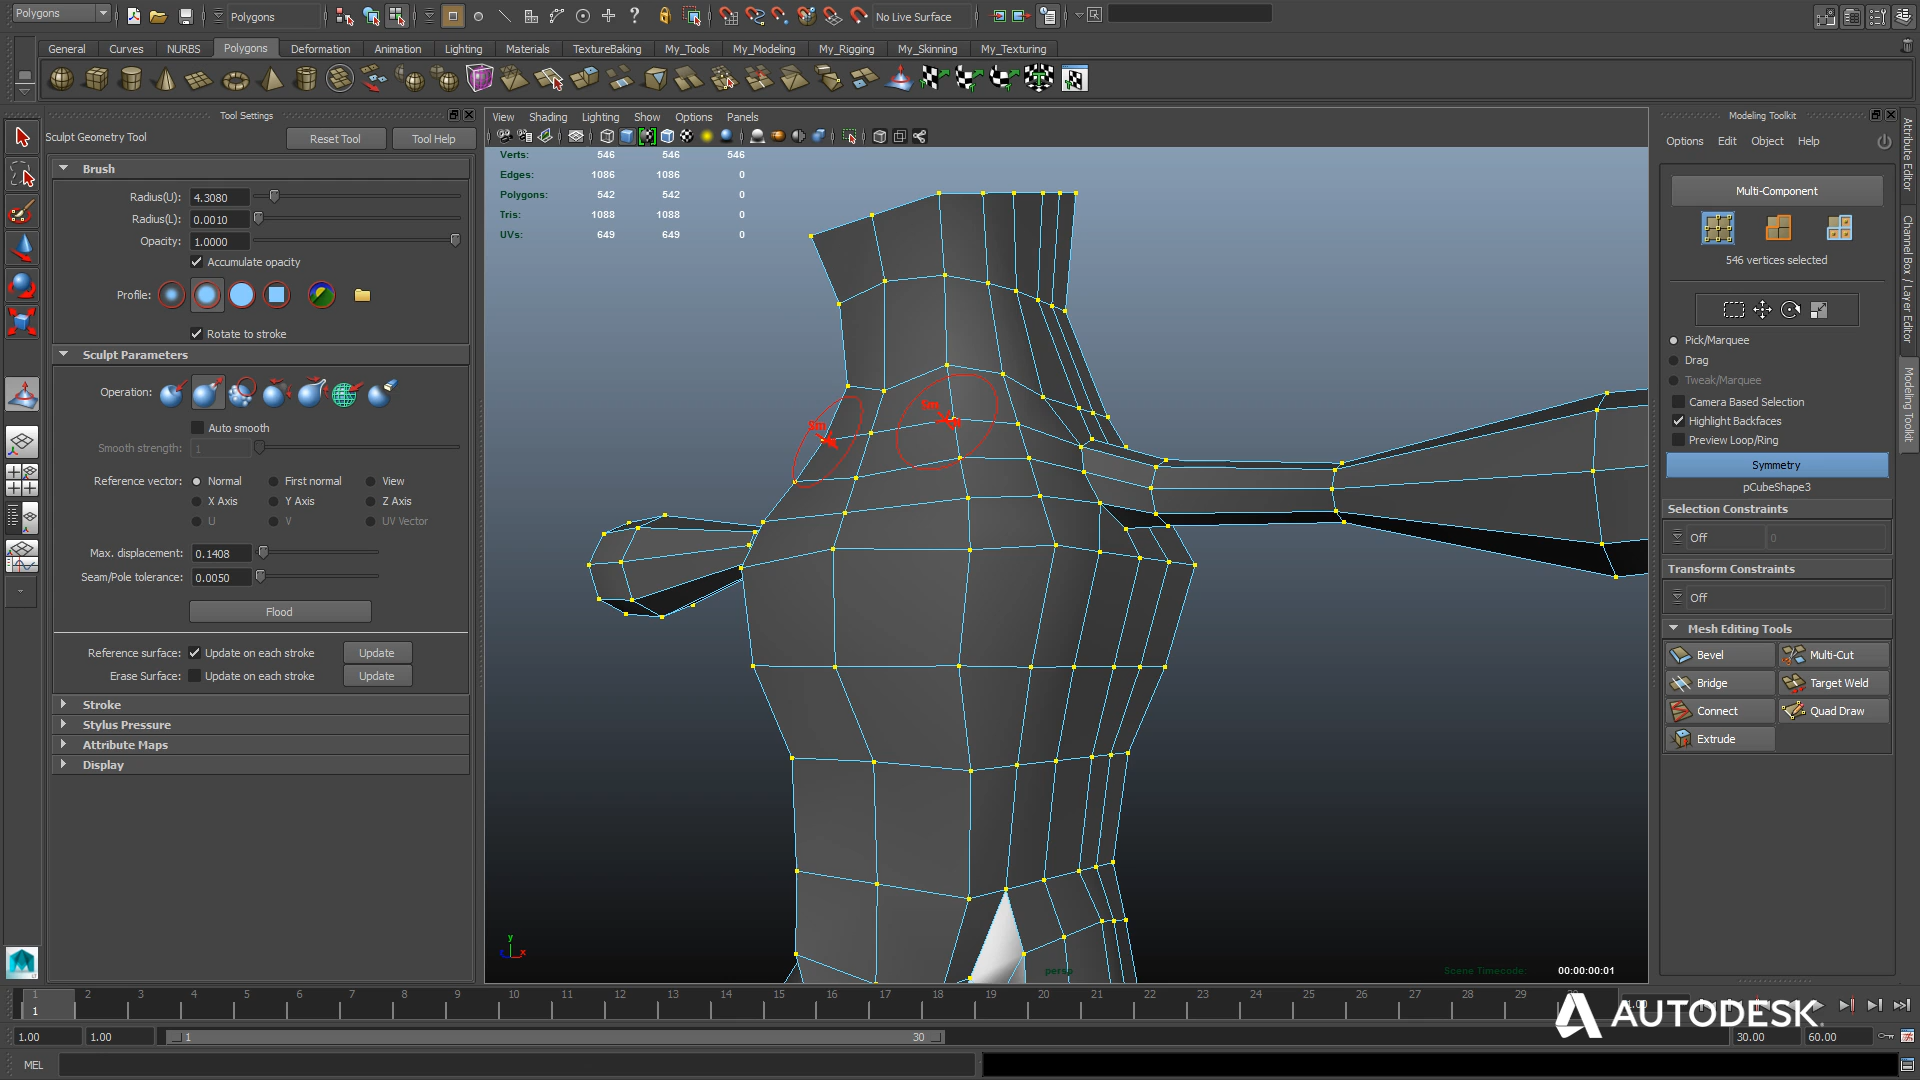 Polygons
Polygons
No Live Surface
General Curves NURBS Polygons Deformation Animation Lighting Materials TextureBaking My_Tools My_Modeling My_Rigging My_Skinning My_Texturing
Tool Settings
Sculpt Geometry Tool
Reset Tool
Tool Help
Brush
Radius(U): 4.3080
Radius(L): 0.0010
Opacity: 1.0000
Accumulate opacity
Profile:
Rotate to stroke
Sculpt Parameters
Operation:
Auto smooth
Smooth strength: 1
Reference vector: Normal First normal View
X Axis Y Axis Z Axis
U V UV Vector
Max. displacement: 0.1408
Seam/Pole tolerance: 0.0050
Flood
Reference surface: Update on each stroke Update
Erase Surface: Update on each stroke Update
Stroke
Stylus Pressure
Attribute Maps
Display
View Shading Lighting Show Options Panels
Verts: 546 546 546
Edges: 1086 1086 0
Polygons: 542 542 0
Tris: 1088 1088 0
UVs: 649 649 0
Sm
Sm
y
x
persp
Scene Timecode: 00:00:00:01
Modeling Toolkit
Options Edit Object Help
Multi-Component
546 vertices selected
Pick/Marquee
Drag
Tweak/Marquee
Camera Based Selection
Highlight Backfaces
Preview Loop/Ring
Symmetry
pCubeShape3
Selection Constraints
Off 0
Transform Constraints
Off
Mesh Editing Tools
Bevel Multi-Cut
Bridge Target Weld
Connect Quad Draw
Extrude
Attribute Editor
Channel Box / Layer Editor
Modeling Toolkit
1 2 3 4 5 6 7 8 9 10 11 12 13 14 15 16 17 18 19 20 21 22 23 24 25 26 27 28 29
1
AUTODESK.
1.00 1.00 1 30 30.00 60.00
MEL